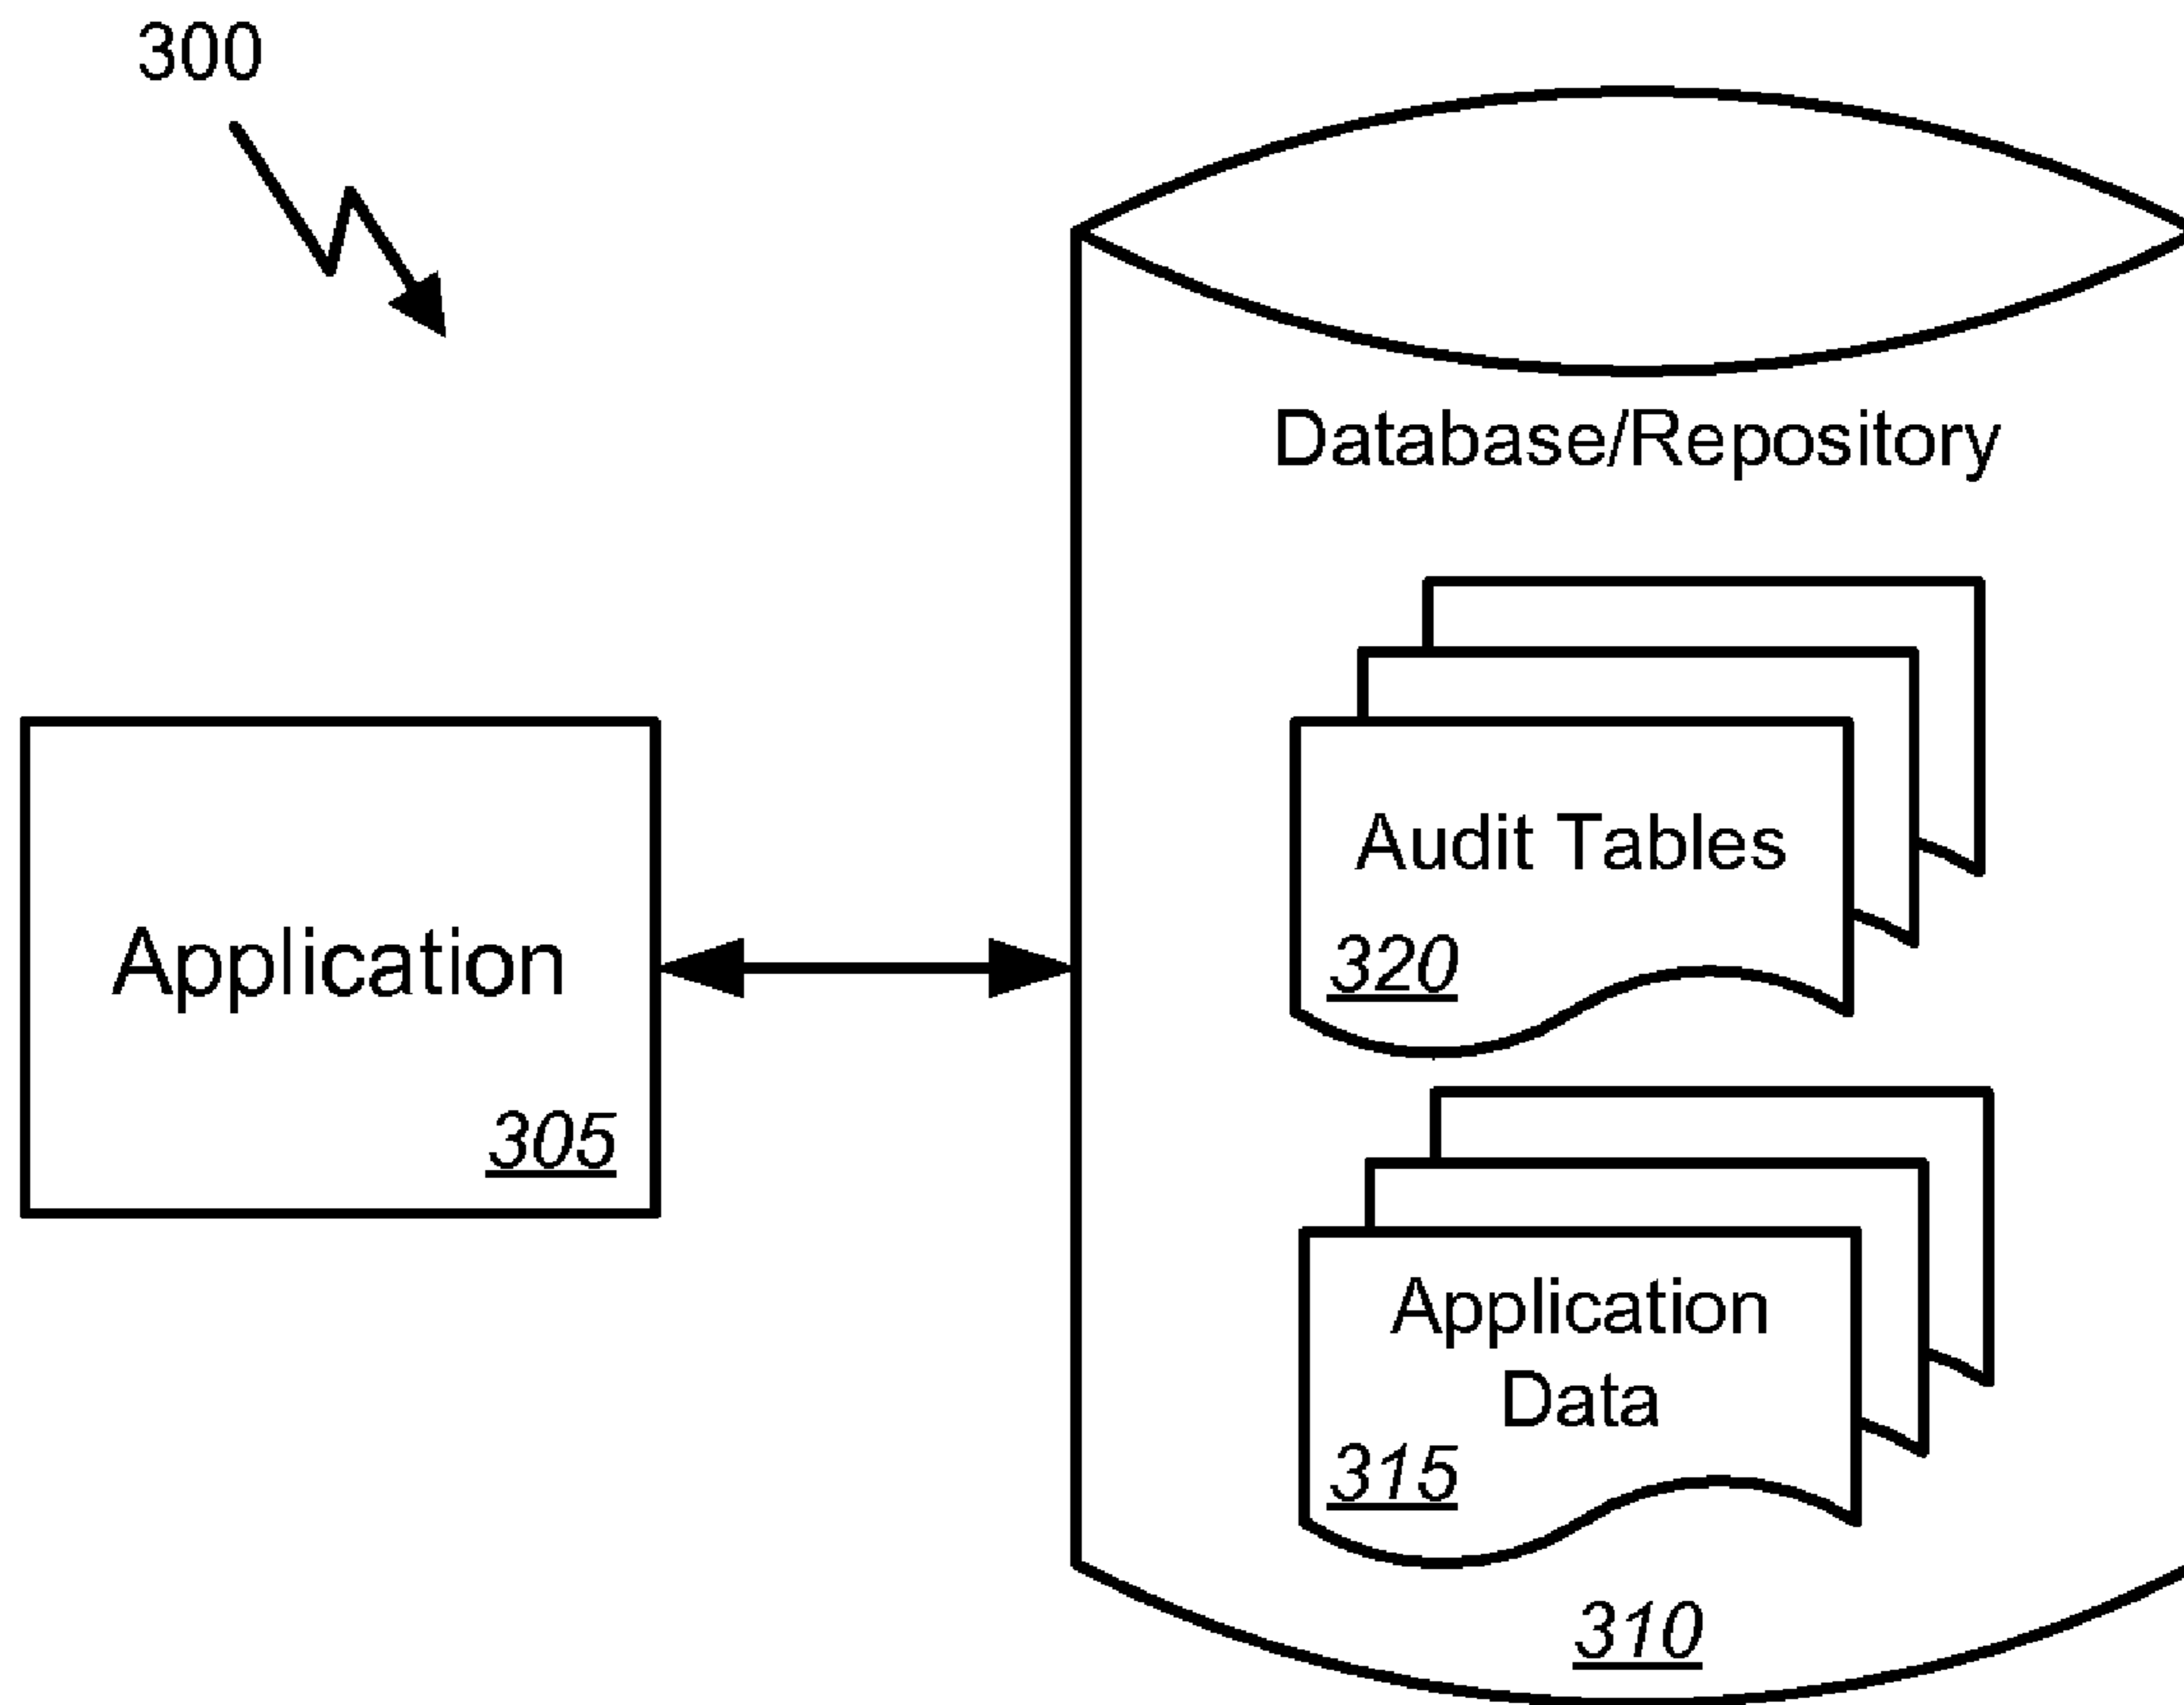 300
Database/Repository
Audit Tables
320
Application
305
Application
Data
315
310